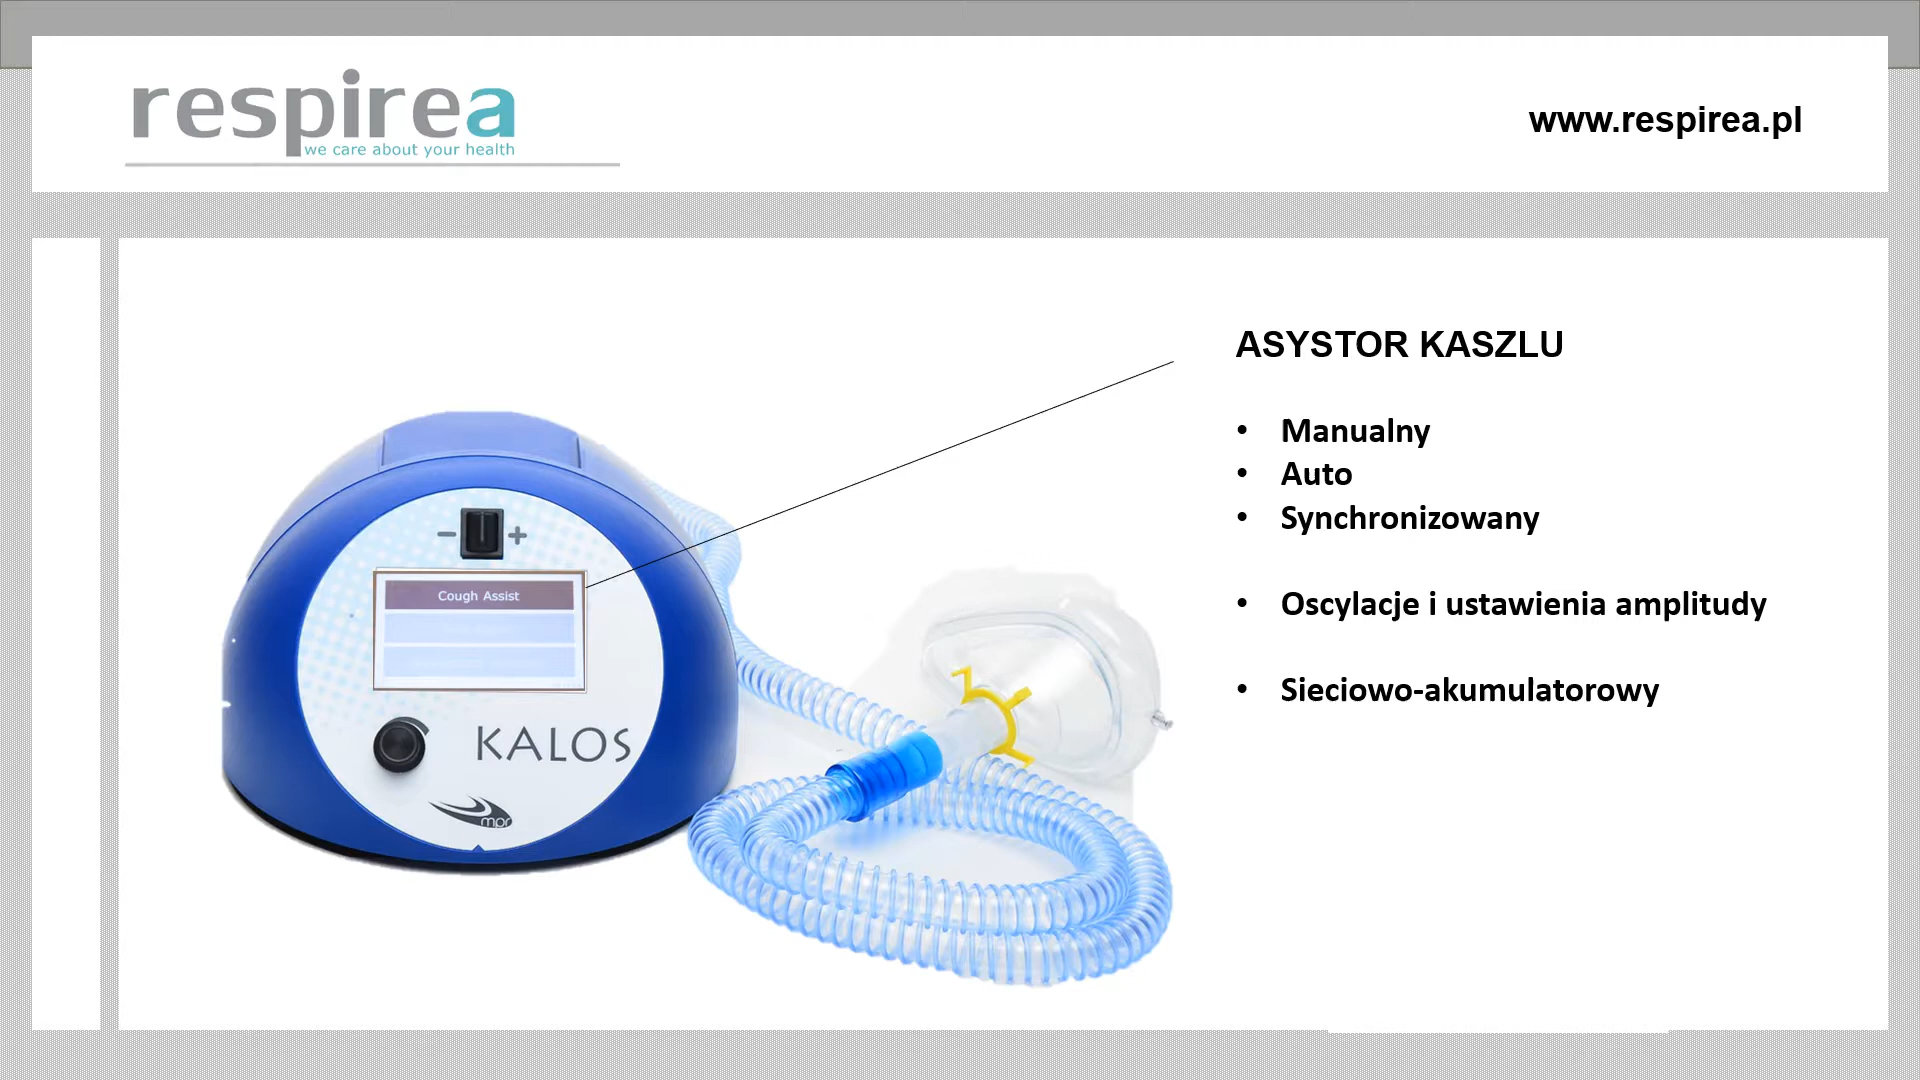 respirea
we care about your health
www.respirea.pl
ASYSTOR KASZLU
• Manualny
• Auto
• Synchronizowany
• Oscylacje i ustawienia amplitudy
• Sieciowo-akumulatorowy
− +
Cough Assist
KALOS
mpr